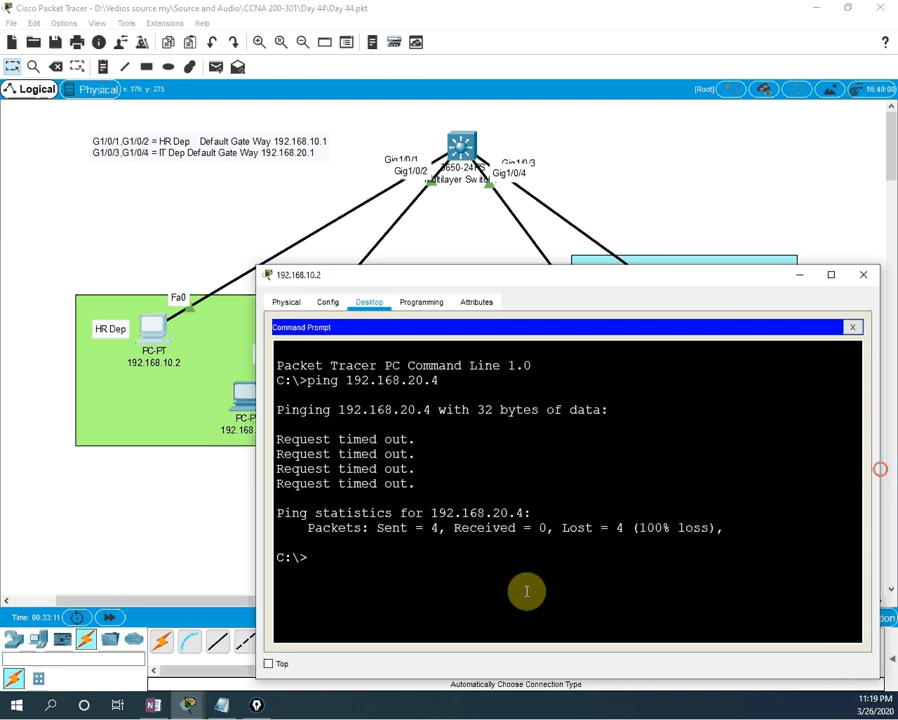 Cisco Packet Tracer - D:\Vedios source my\Source and Audio\CCNA 200-301\Day 44\Day 44.pkt
File Edit Options View Tools Extensions Help
Logical Physical x: 379, y: 275 [Root] 16:40:00
G1/0/1,G1/0/2 = HR Dep Default Gate Way 192.168.10.1
G1/0/3,G1/0/4 = IT Dep Default Gate Way 192.168.20.1
Gig1/0/1 Gig1/0/3
Gig1/0/2 3650-24PS Gig1/0/4
Multilayer Switch
Fa0
HR Dep
PC-PT
192.168.10.2
PC-P
192.168.
192.168.10.2
Physical Config Desktop Programming Attributes
Command Prompt X
Packet Tracer PC Command Line 1.0
C:\>ping 192.168.20.4
Pinging 192.168.20.4 with 32 bytes of data:
Request timed out.
Request timed out.
Request timed out.
Request timed out.
Ping statistics for 192.168.20.4:
Packets: Sent = 4, Received = 0, Lost = 4 (100% loss),
C:\>
Top
Time: 00:33:11
Automatically Choose Connection Type
11:19 PM
3/26/2020